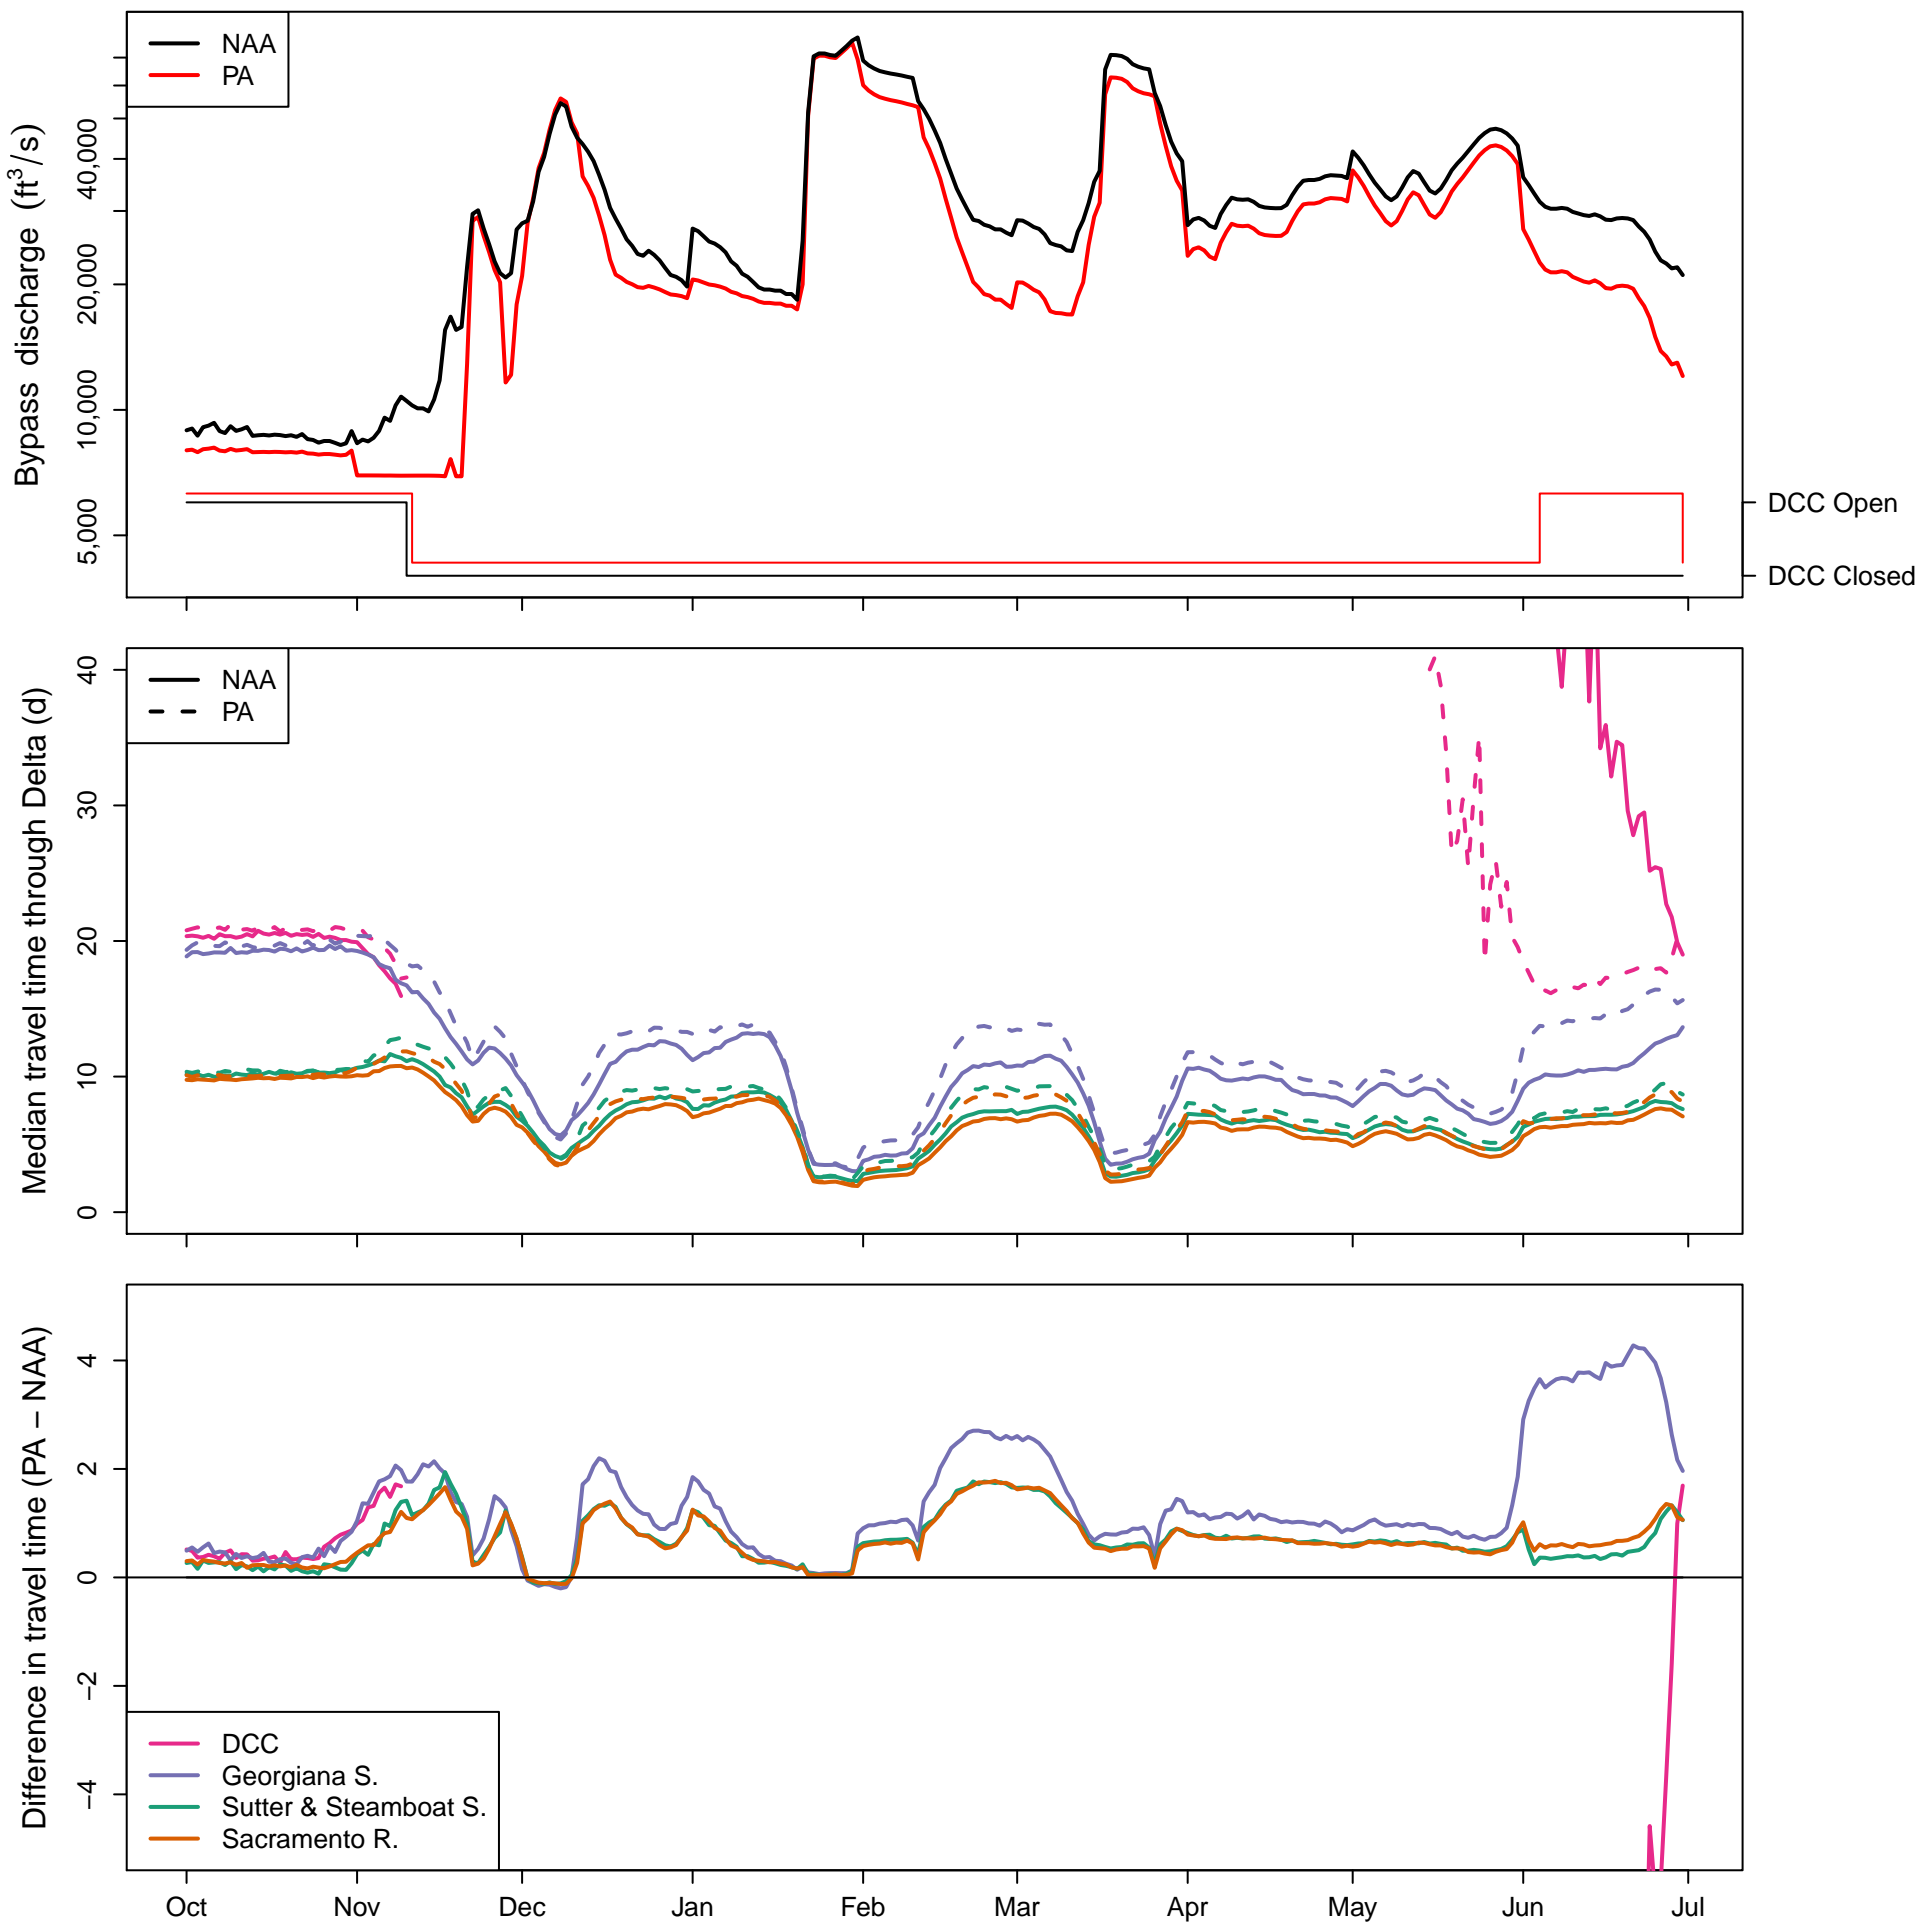 NAA
PA
Bypass discharge (ft³/s)
40,000
20,000
10,000
5,000
DCC Open
DCC Closed
NAA
PA
Median travel time through Delta (d)
40
30
20
10
0
Difference in travel time (PA – NAA)
4
2
0
−2
−4
DCC
Georgiana S.
Sutter & Steamboat S.
Sacramento R.
Oct Nov Dec Jan Feb Mar Apr May Jun Jul